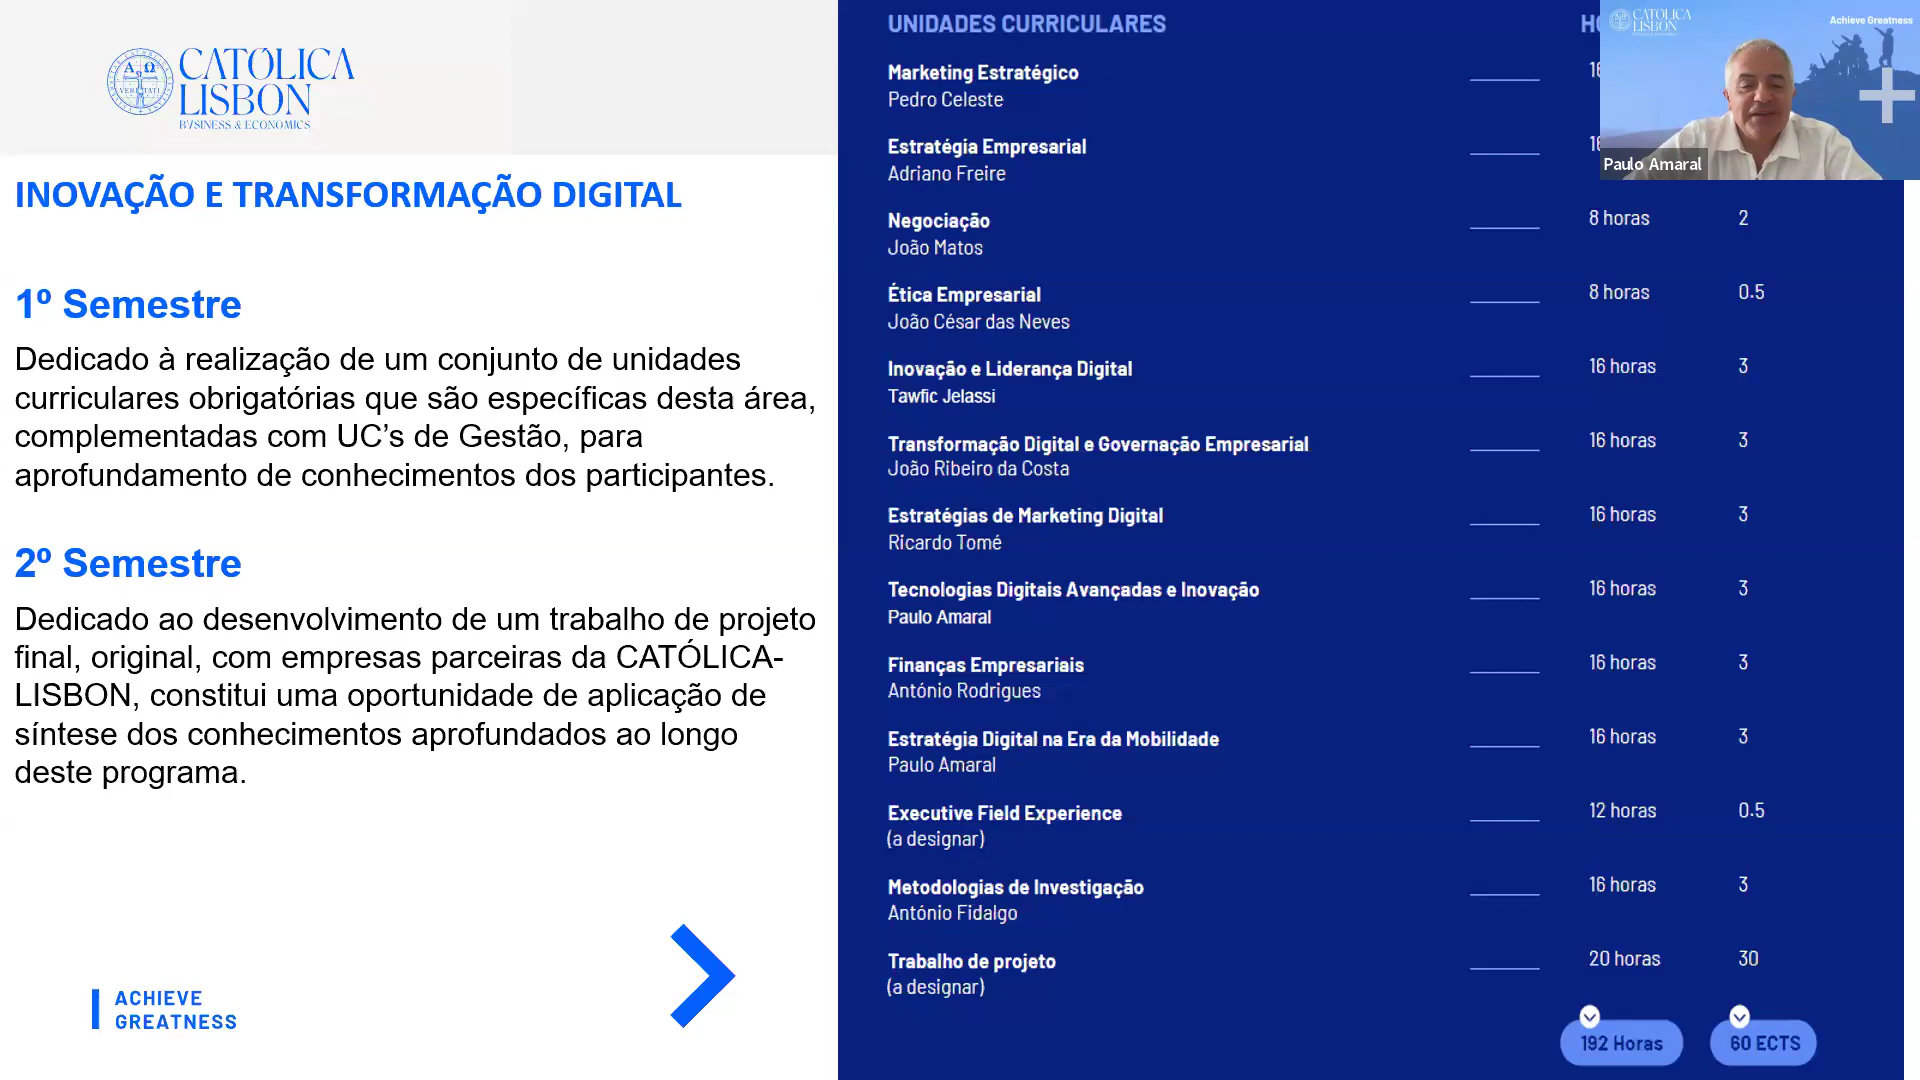 CATÓLICA
LISBON
BUSINESS & ECONOMICS
INOVAÇÃO E TRANSFORMAÇÃO DIGITAL
1º Semestre
Dedicado à realização de um conjunto de unidades
curriculares obrigatórias que são específicas desta área,
complementadas com UC’s de Gestão, para
aprofundamento de conhecimentos dos participantes.
2º Semestre
Dedicado ao desenvolvimento de um trabalho de projeto
final, original, com empresas parceiras da CATÓLICA-
LISBON, constitui uma oportunidade de aplicação de
síntese dos conhecimentos aprofundados ao longo
deste programa.
ACHIEVE
GREATNESS
UNIDADES CURRICULARES
Marketing Estratégico 16
Pedro Celeste
Estratégia Empresarial 16
Adriano Freire
Negociação 8 horas 2
João Matos
Ética Empresarial 8 horas 0.5
João César das Neves
Inovação e Liderança Digital 16 horas 3
Tawfic Jelassi
Transformação Digital e Governação Empresarial 16 horas 3
João Ribeiro da Costa
Estratégias de Marketing Digital 16 horas 3
Ricardo Tomé
Tecnologias Digitais Avançadas e Inovação 16 horas 3
Paulo Amaral
Finanças Empresariais 16 horas 3
António Rodrigues
Estratégia Digital na Era da Mobilidade 16 horas 3
Paulo Amaral
Executive Field Experience 12 horas 0.5
(a designar)
Metodologias de Investigação 16 horas 3
António Fidalgo
Trabalho de projeto 20 horas 30
(a designar)
192 Horas 60 ECTS
CATÓLICA
LISBON
Achieve Greatness
Paulo Amaral